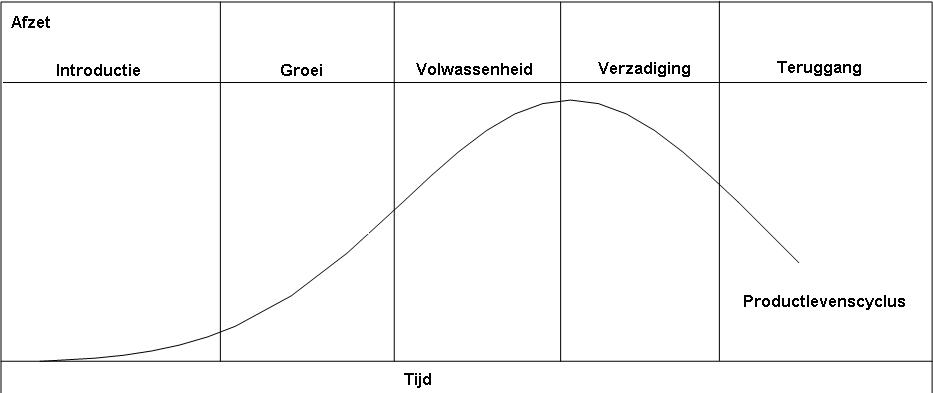 Afzet
Introductie Groei Volwassenheid Verzadiging Teruggang
Productlevenscyclus
Tijd